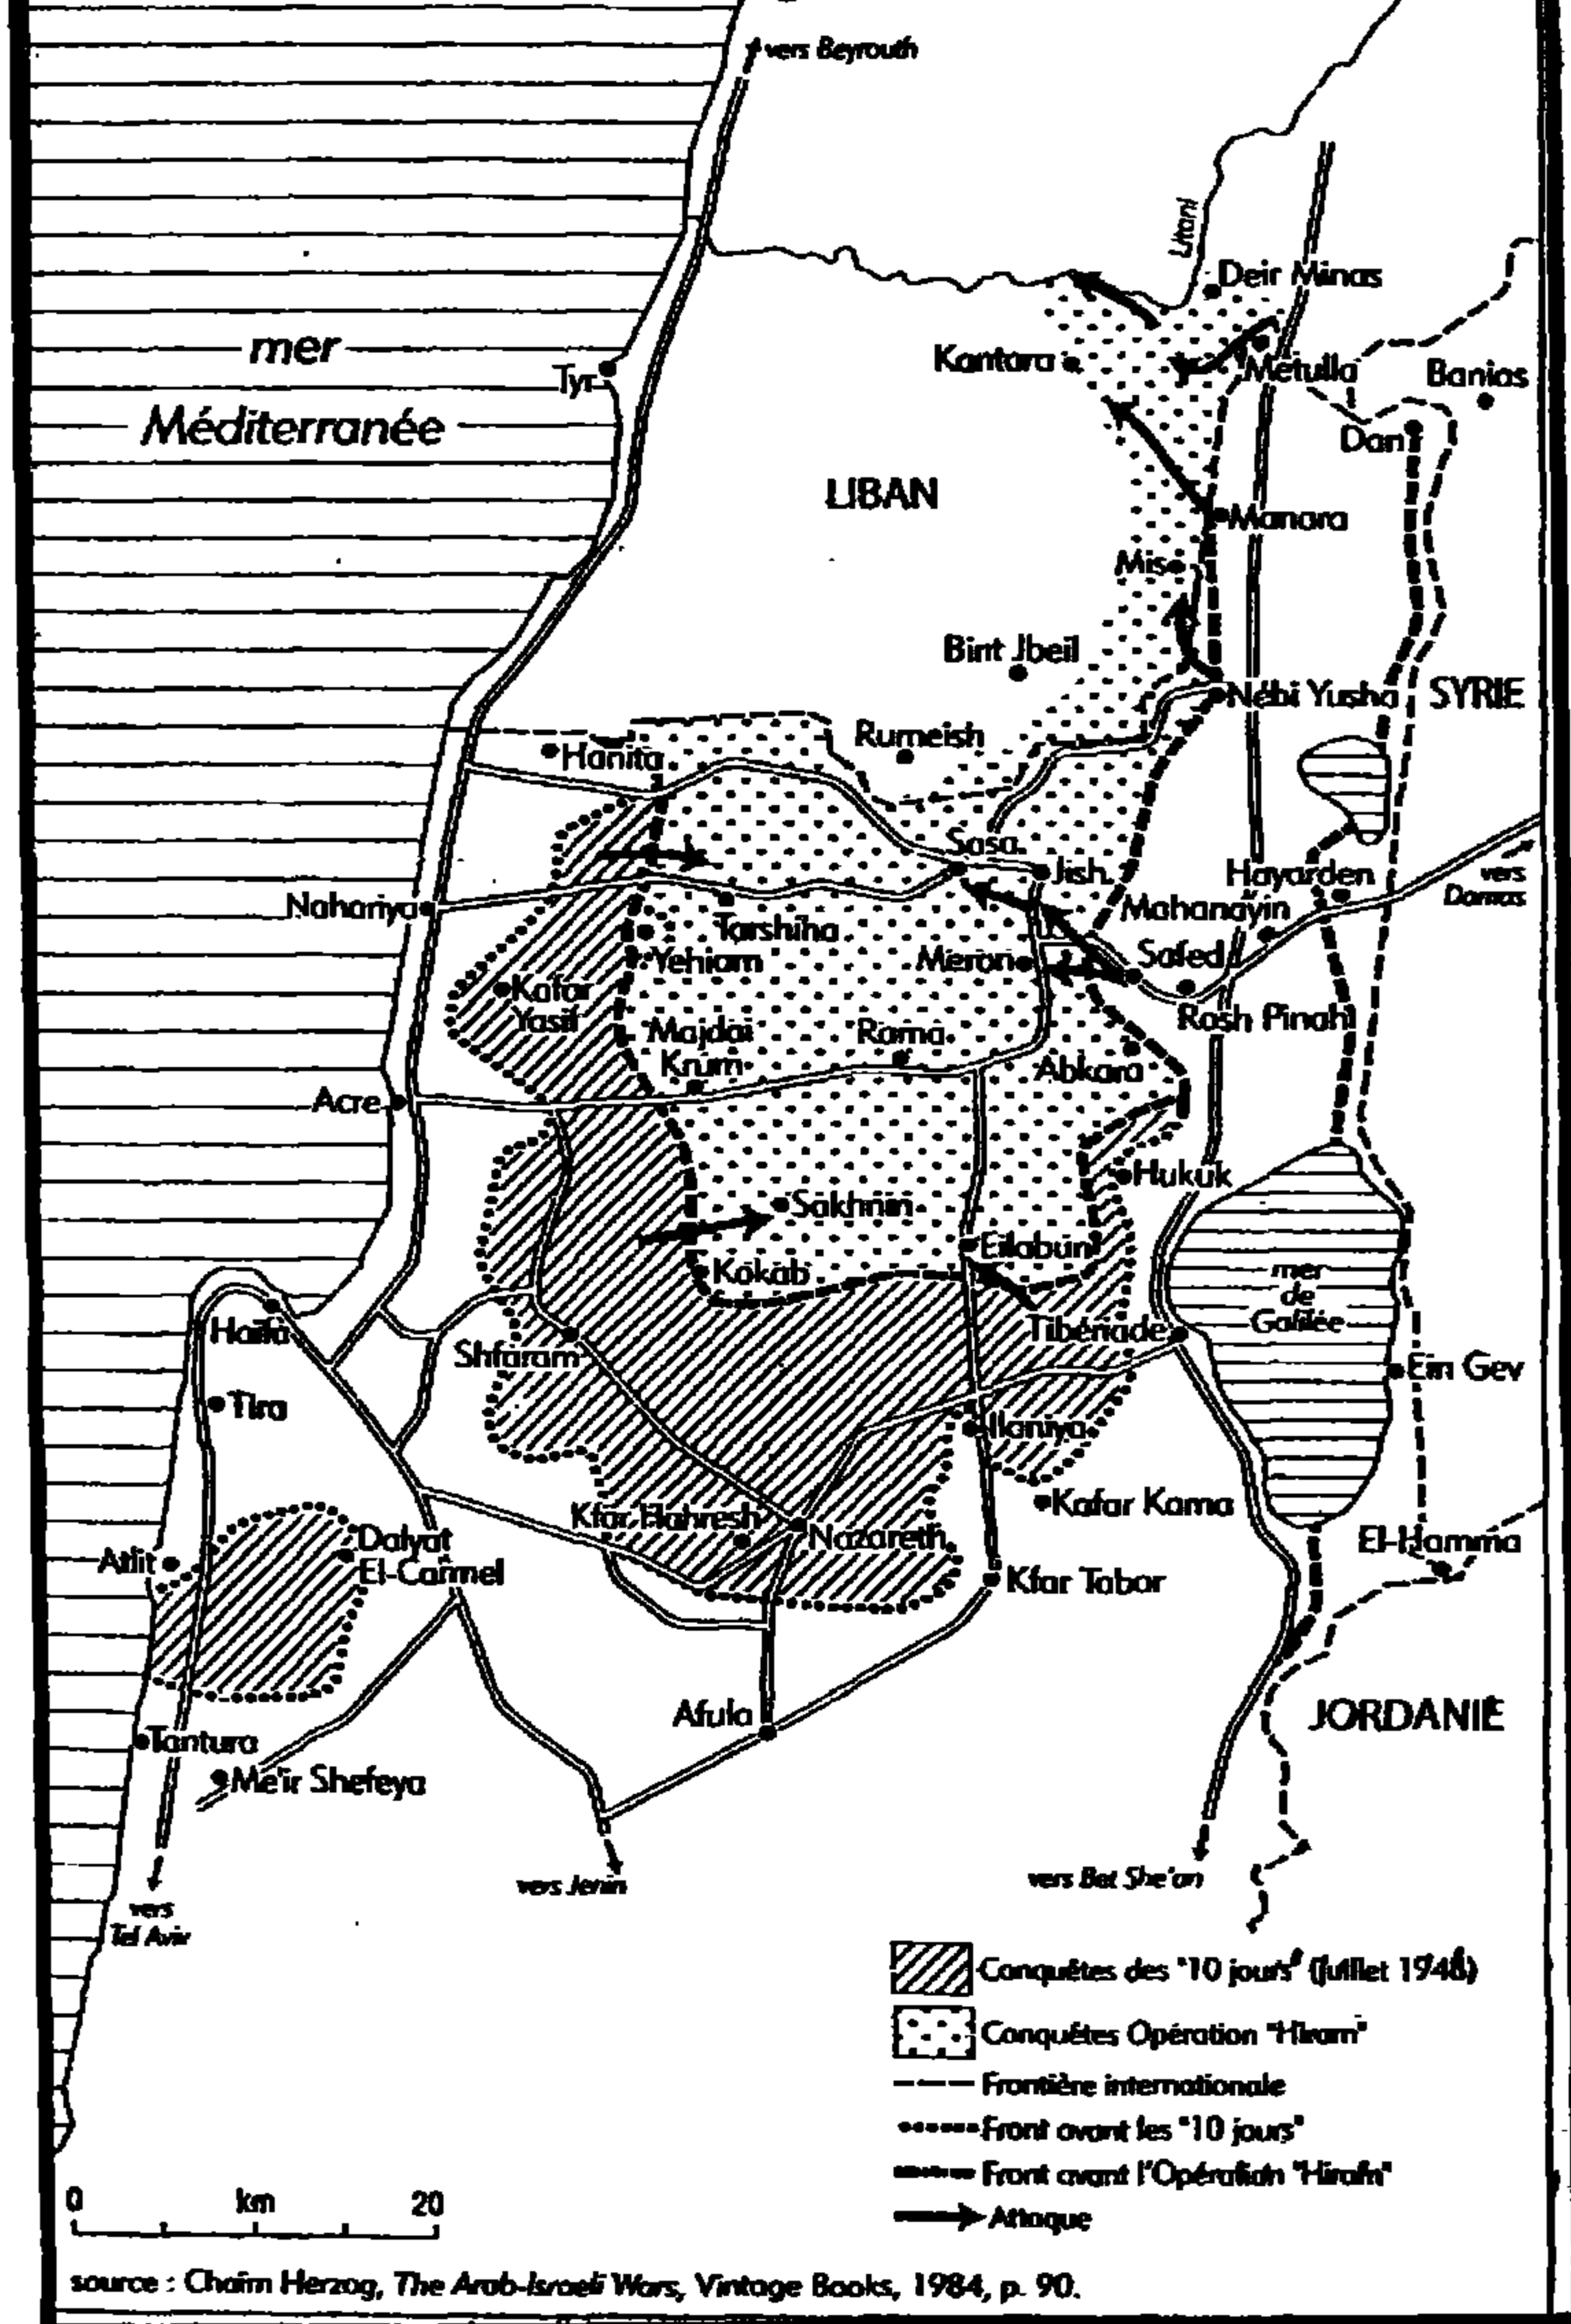 vers Beyrouth
Litani
Deir Minas
mer
Méditerranée
Tyr
Kantara
Metulla
Banias
Dan
LIBAN
Manara
Mis
Bint Jbeil
Nébi Yusha
SYRIE
Hanita
Rumeish
Sasa
Jish
Hayarden
vers
Damas
Nahariya
Tarshiha
Mahanayin
Yehiam
Meron
Safed
Kafar
Yasif
Rosh Pinah
Majdal
Krum
Rama
Abkara
Acre
Hukuk
Sakhnin
Eilabun
Kokab
mer
de
Galilée
Haifa
Shfaram
Tibériade
Ein Gev
Tira
Ilaniya
Kafar Kama
Kfar Hahresh
Nazareth
El-Hamma
Atlit
Dalyat
El-Carmel
Kfar Tabor
Afula
JORDANIE
Tantura
Me'ir Shefeya
vers Jenin
vers Bet She'an
vers
Tel Aviv
Conquêtes des "10 jours" (Juillet 1948)
Conquêtes Opération "Hiram"
Frontière internationale
Front avant les "10 jours"
Front avant l'Opération "Hiram"
Attaque
0 km 20
source : Chaïm Herzog, The Arab-Israeli Wars, Vintage Books, 1984, p. 90.